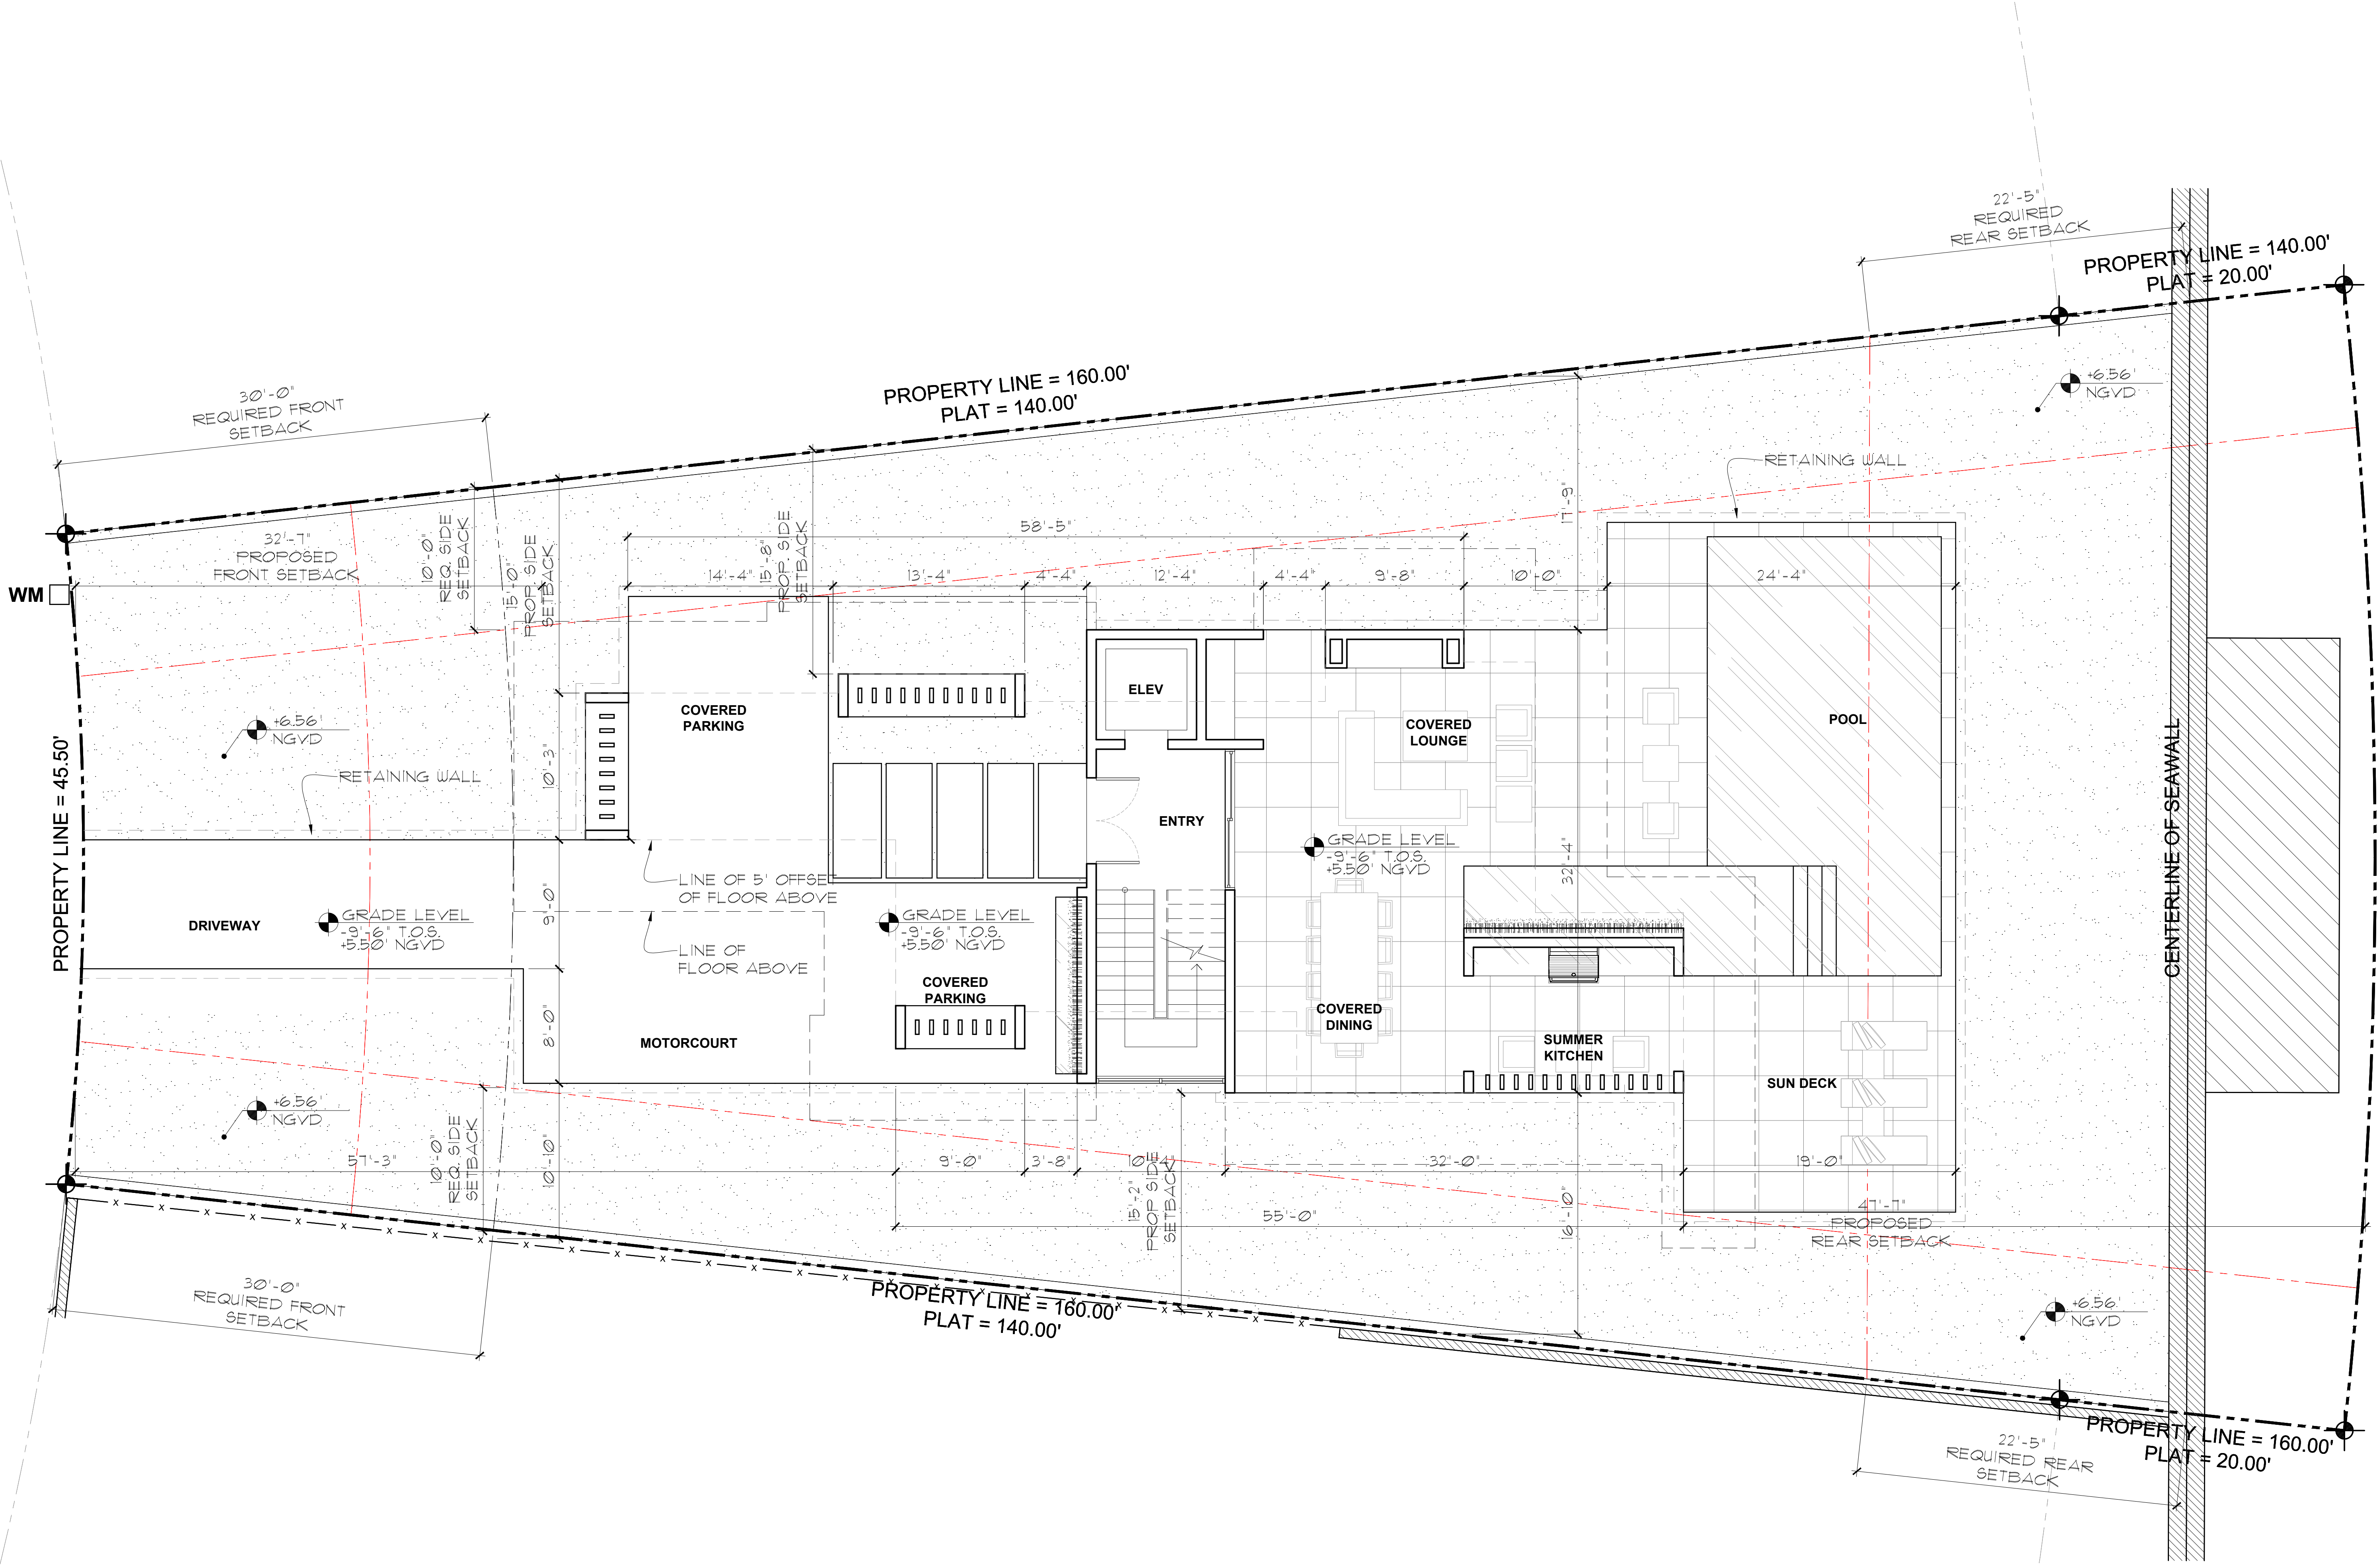 22'-5"
REQUIRED
REAR SETBACK
PROPERTY LINE = 140.00'
PLAT = 20.00'
PROPERTY LINE = 160.00'
PLAT = 140.00'
+6.56'
NGVD
30'-0"
REQUIRED FRONT
SETBACK
RETAINING WALL
32'-7"
PROPOSED
FRONT SETBACK
10'-0"
REQ. SIDE
SETBACK
15'-0"
PROP. SIDE
SETBACK
15'-8"
PROP. SIDE
SETBACK
58'-5"
17'-9"
14'-4"
13'-4"
4'-4"
12'-4"
4'-4"
9'-8"
10'-0"
24'-4"
WM
ELEV
COVERED
PARKING
COVERED
LOUNGE
POOL
+6.56'
NGVD
RETAINING WALL
10'-3"
ENTRY
PROPERTY LINE = 45.50'
CENTERLINE OF SEAWALL
GRADE LEVEL
-9'-6" T.O.S.
+5.50' NGVD
32'-4"
LINE OF 5' OFFSET
OF FLOOR ABOVE
DRIVEWAY
GRADE LEVEL
-9'-6" T.O.S.
+5.50' NGVD
9'-0"
GRADE LEVEL
-9'-6" T.O.S.
+5.50' NGVD
LINE OF
FLOOR ABOVE
COVERED
PARKING
COVERED
DINING
8'-0"
MOTORCOURT
SUMMER
KITCHEN
SUN DECK
+6.56'
NGVD
10'-0"
REQ. SIDE
SETBACK
57'-3"
10'-10"
9'-0"
3'-8"
10'-4"
15'-2"
PROP SIDE
SETBACK
32'-0"
19'-0"
16'-10"
55'-0"
47'-7"
PROPOSED
REAR SETBACK
30'-0"
REQUIRED FRONT
SETBACK
X X X X X X X X X X X X X X X X X X X X X X X X X X X
PROPERTY LINE = 160.00'
PLAT = 140.00'
+6.56'
NGVD
PROPERTY LINE = 160.00'
PLAT = 20.00'
22'-5"
REQUIRED REAR
SETBACK